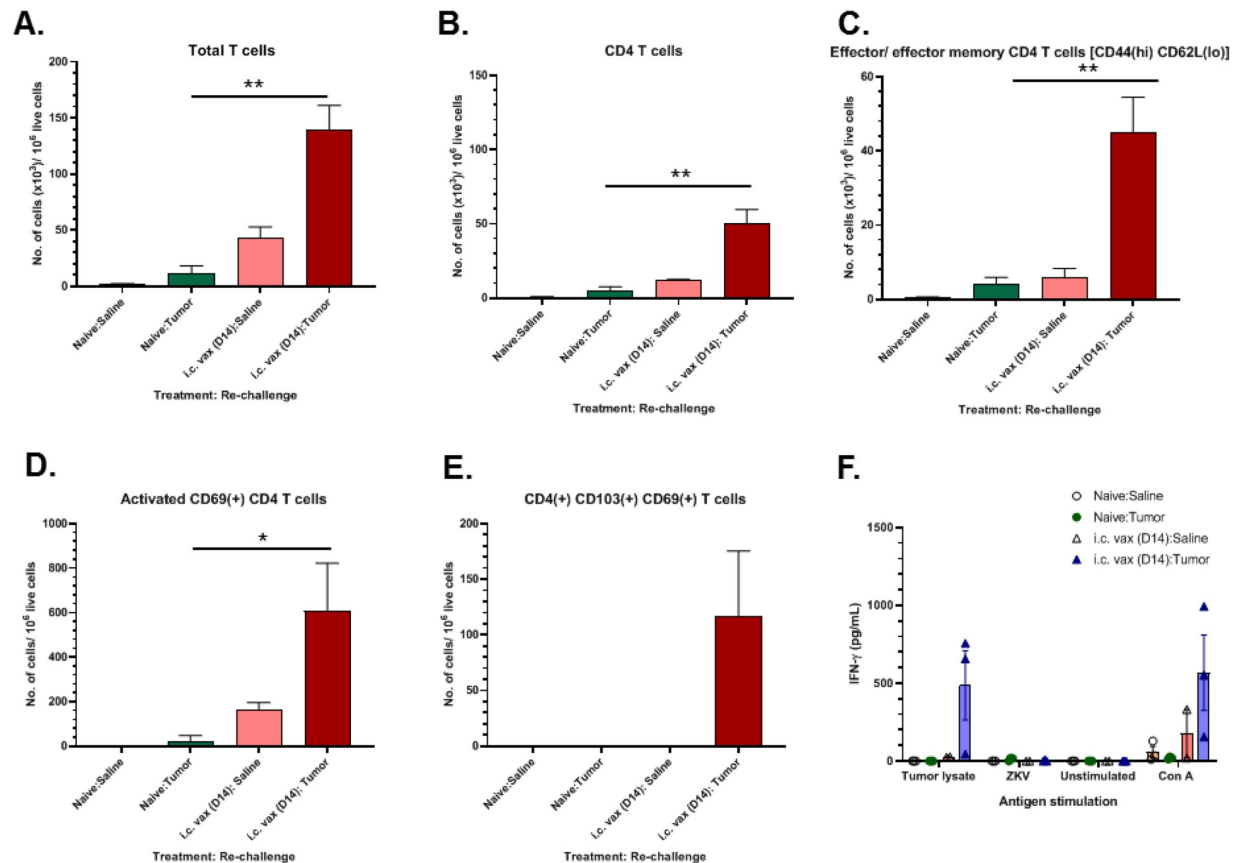 A.
Total T cells
No. of cells (x10³)/ 10⁶ live cells
200
150
100
50
0
**
Naive:Saline
Naive:Tumor
i.c. vax (D14):Saline
i.c. vax (D14):Tumor
Treatment: Re-challenge
B.
CD4 T cells
No. of cells (x10³)/ 10⁶ live cells
150
100
50
0
**
Naive:Saline
Naive:Tumor
i.c. vax (D14): Saline
i.c. vax (D14): Tumor
Treatment: Re-challenge
C.
Effector/ effector memory CD4 T cells [CD44(hi) CD62L(lo)]
No. of cells (x10³)/ 10⁶ live cells
60
40
20
0
**
Naive:Saline
Naive:Tumor
i.c. vax (D14): Saline
i.c. vax (D14): Tumor
Treatment: Re-challenge
D.
Activated CD69(+) CD4 T cells
No. of cells/ 10⁶ live cells
1000
800
600
400
200
0
*
Naive:Saline
Naive:Tumor
i.c. vax (D14): Saline
i.c. vax (D14): Tumor
Treatment: Re-challenge
E.
CD4(+) CD103(+) CD69(+) T cells
No. of cells/ 10⁶ live cells
200
150
100
50
0
Naive:Saline
Naive:Tumor
i.c. vax (D14): Saline
i.c. vax (D14): Tumor
Treatment: Re-challenge
F.
Naive:Saline
Naive:Tumor
i.c. vax (D14):Saline
i.c. vax (D14):Tumor
IFN-γ (pg/mL)
1500
1000
500
0
Tumor lysate
ZKV
Unstimulated
Con A
Antigen stimulation